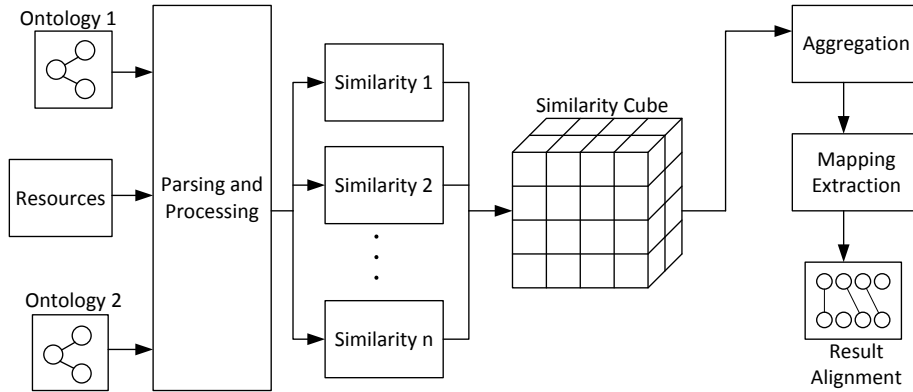 Ontology 1
Resources
Ontology 2
Parsing and
Processing
Similarity 1
Similarity 2
Similarity n
Similarity Cube
Aggregation
Mapping
Extraction
Result
Alignment